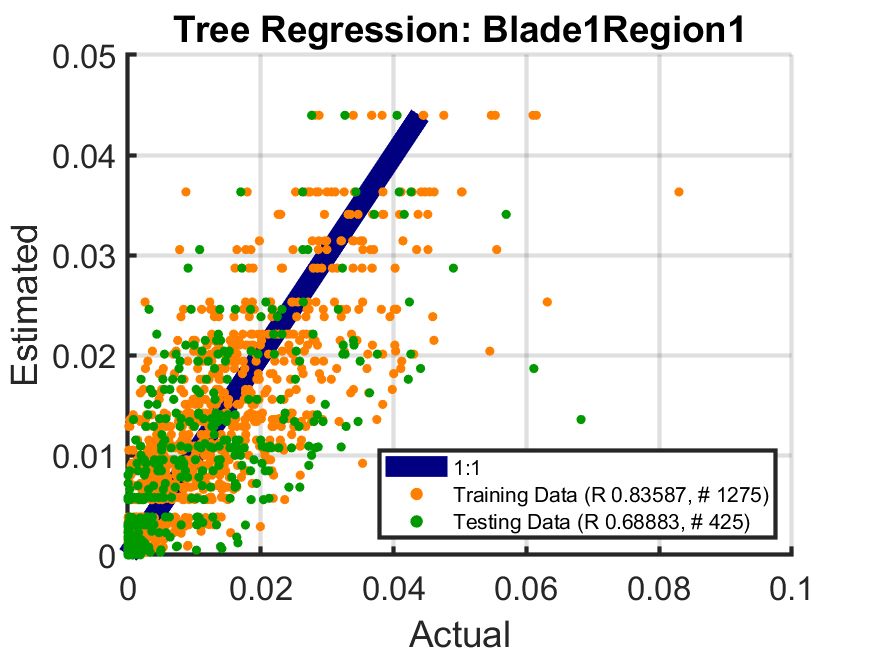 Tree Regression: Blade1Region1
0.05
0.04
0.03
0.02
0.01
0
Estimated
1:1
Training Data (R 0.83587, # 1275)
Testing Data (R 0.68883, # 425)
0 0.02 0.04 0.06 0.08 0.1
Actual